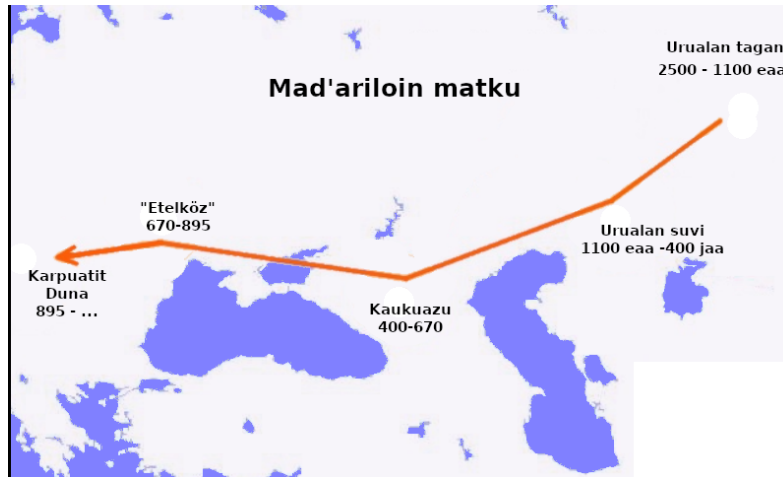 Urualan tagan
2500 - 1100 eaa
Mad'ariloin matku
"Etelköz"
670-895
Urualan suvi
1100 eaa -400 jaa
Karpuatit
Duna
895 - ...
Kaukuazu
400-670